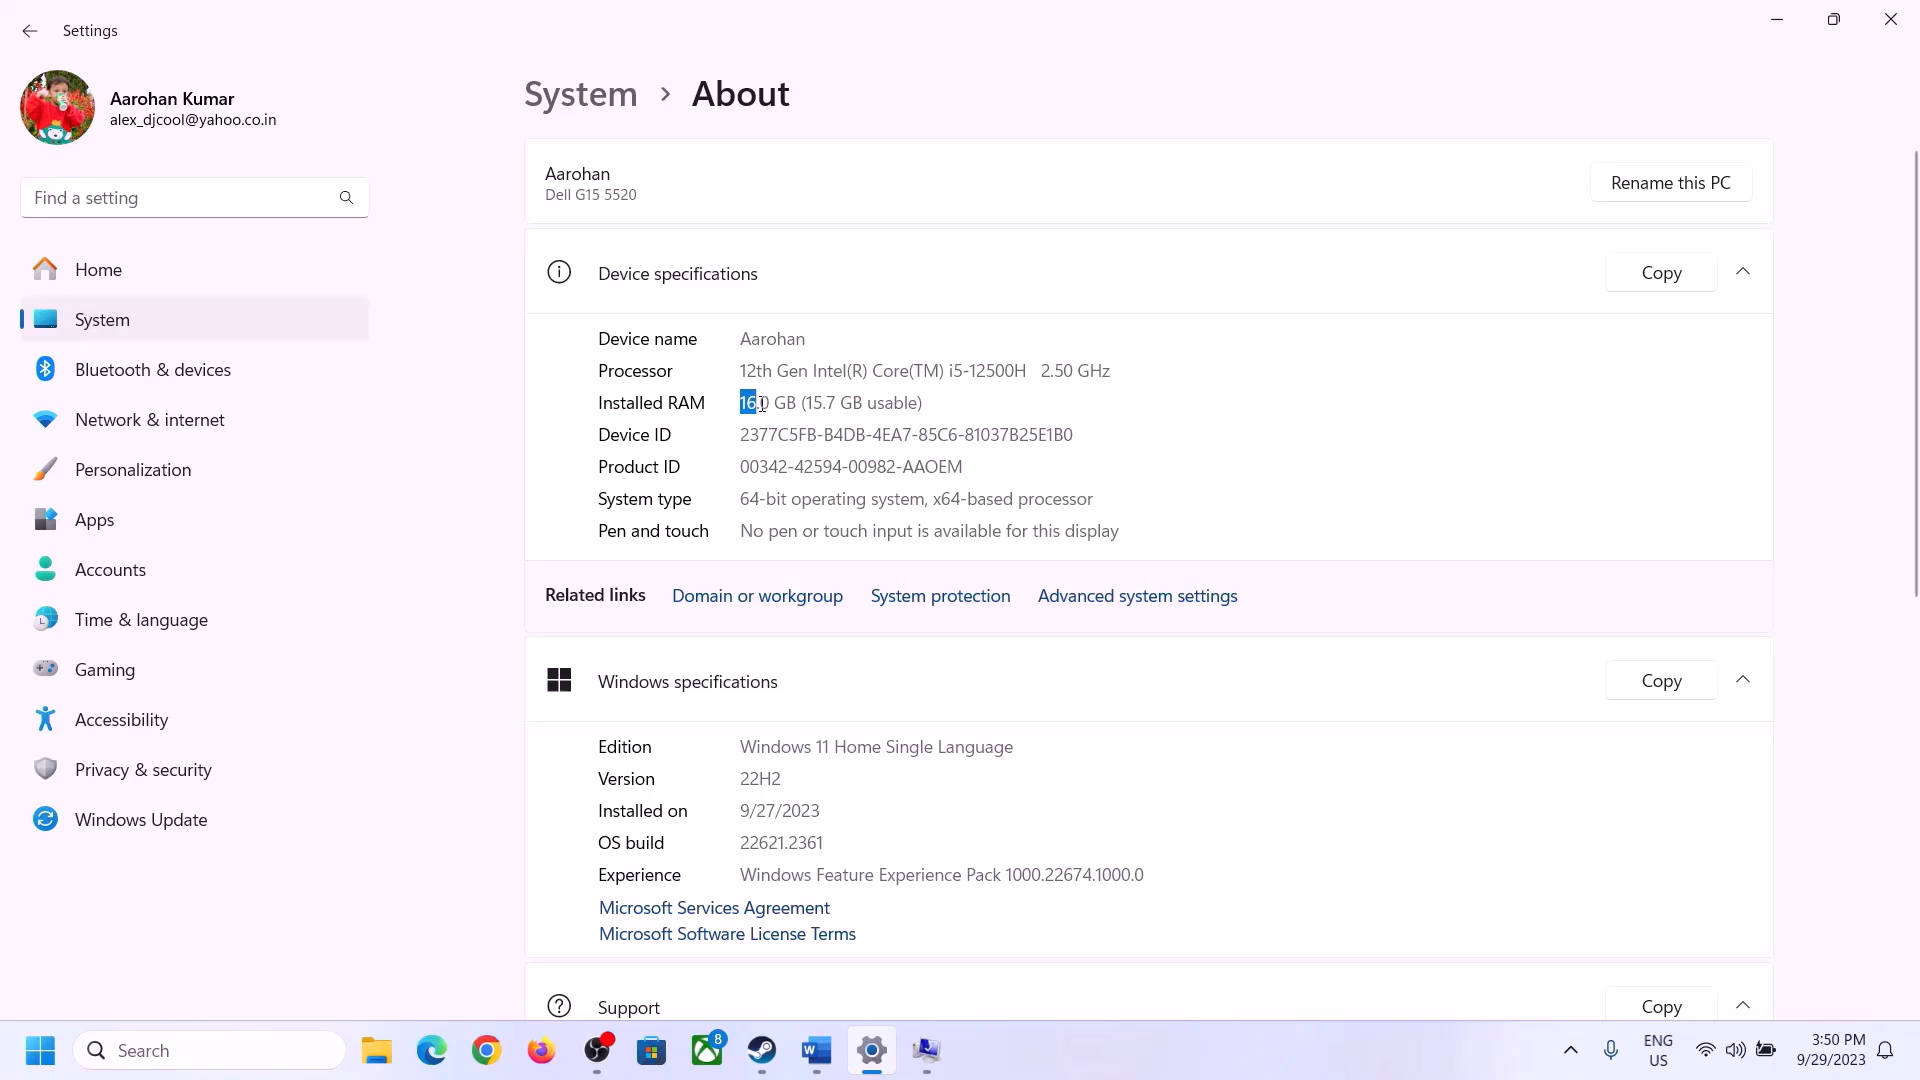 Settings
Aarohan Kumar
alex_djcool@yahoo.co.in
Find a setting
Home
System
Bluetooth & devices
Network & internet
Personalization
Apps
Accounts
Time & language
Gaming
Accessibility
Privacy & security
Windows Update
System > About
Aarohan
Dell G15 5520
Rename this PC
Device specifications
Copy
Device name Aarohan
Processor 12th Gen Intel(R) Core(TM) i5-12500H 2.50 GHz
Installed RAM 16.0 GB (15.7 GB usable)
Device ID 2377C5FB-B4DB-4EA7-85C6-81037B25E1B0
Product ID 00342-42594-00982-AAOEM
System type 64-bit operating system, x64-based processor
Pen and touch No pen or touch input is available for this display
Related links Domain or workgroup System protection Advanced system settings
Windows specifications
Copy
Edition Windows 11 Home Single Language
Version 22H2
Installed on 9/27/2023
OS build 22621.2361
Experience Windows Feature Experience Pack 1000.22674.1000.0
Microsoft Services Agreement
Microsoft Software License Terms
Support
Copy
Search
8
ENG
US
3:50 PM
9/29/2023